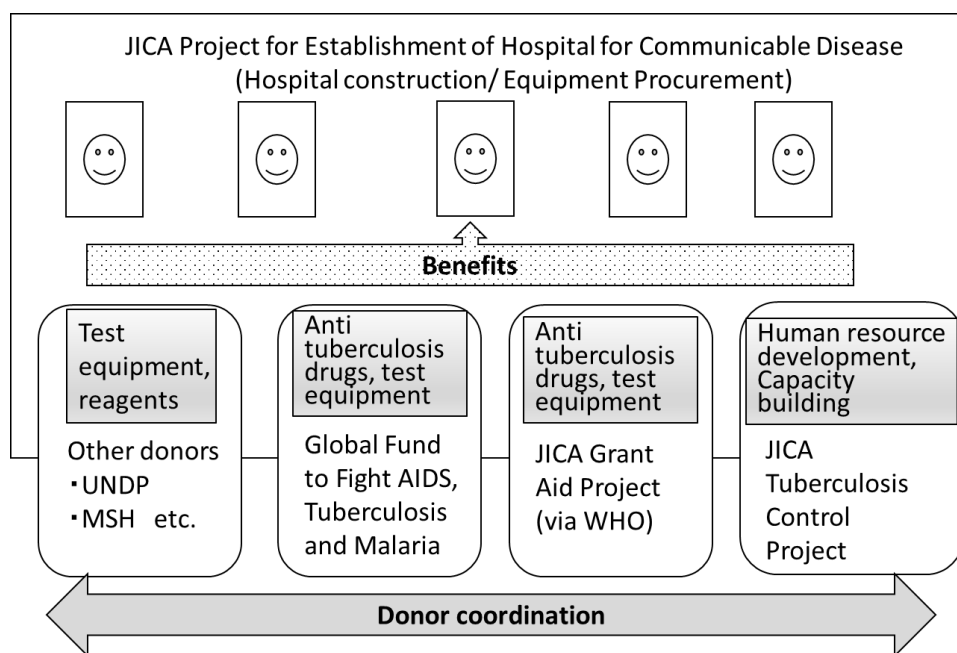 JICA Project for Establishment of Hospital for Communicable Disease
(Hospital construction/ Equipment Procurement)
Benefits
Test
equipment,
reagents
Other donors
・UNDP
・MSH etc.
Anti
tuberculosis
drugs, test
equipment
Global Fund
to Fight AIDS,
Tuberculosis
and Malaria
Anti
tuberculosis
drugs, test
equipment
JICA Grant
Aid Project
(via WHO)
Human resource
development,
Capacity
building
JICA
Tuberculosis
Control
Project
Donor coordination